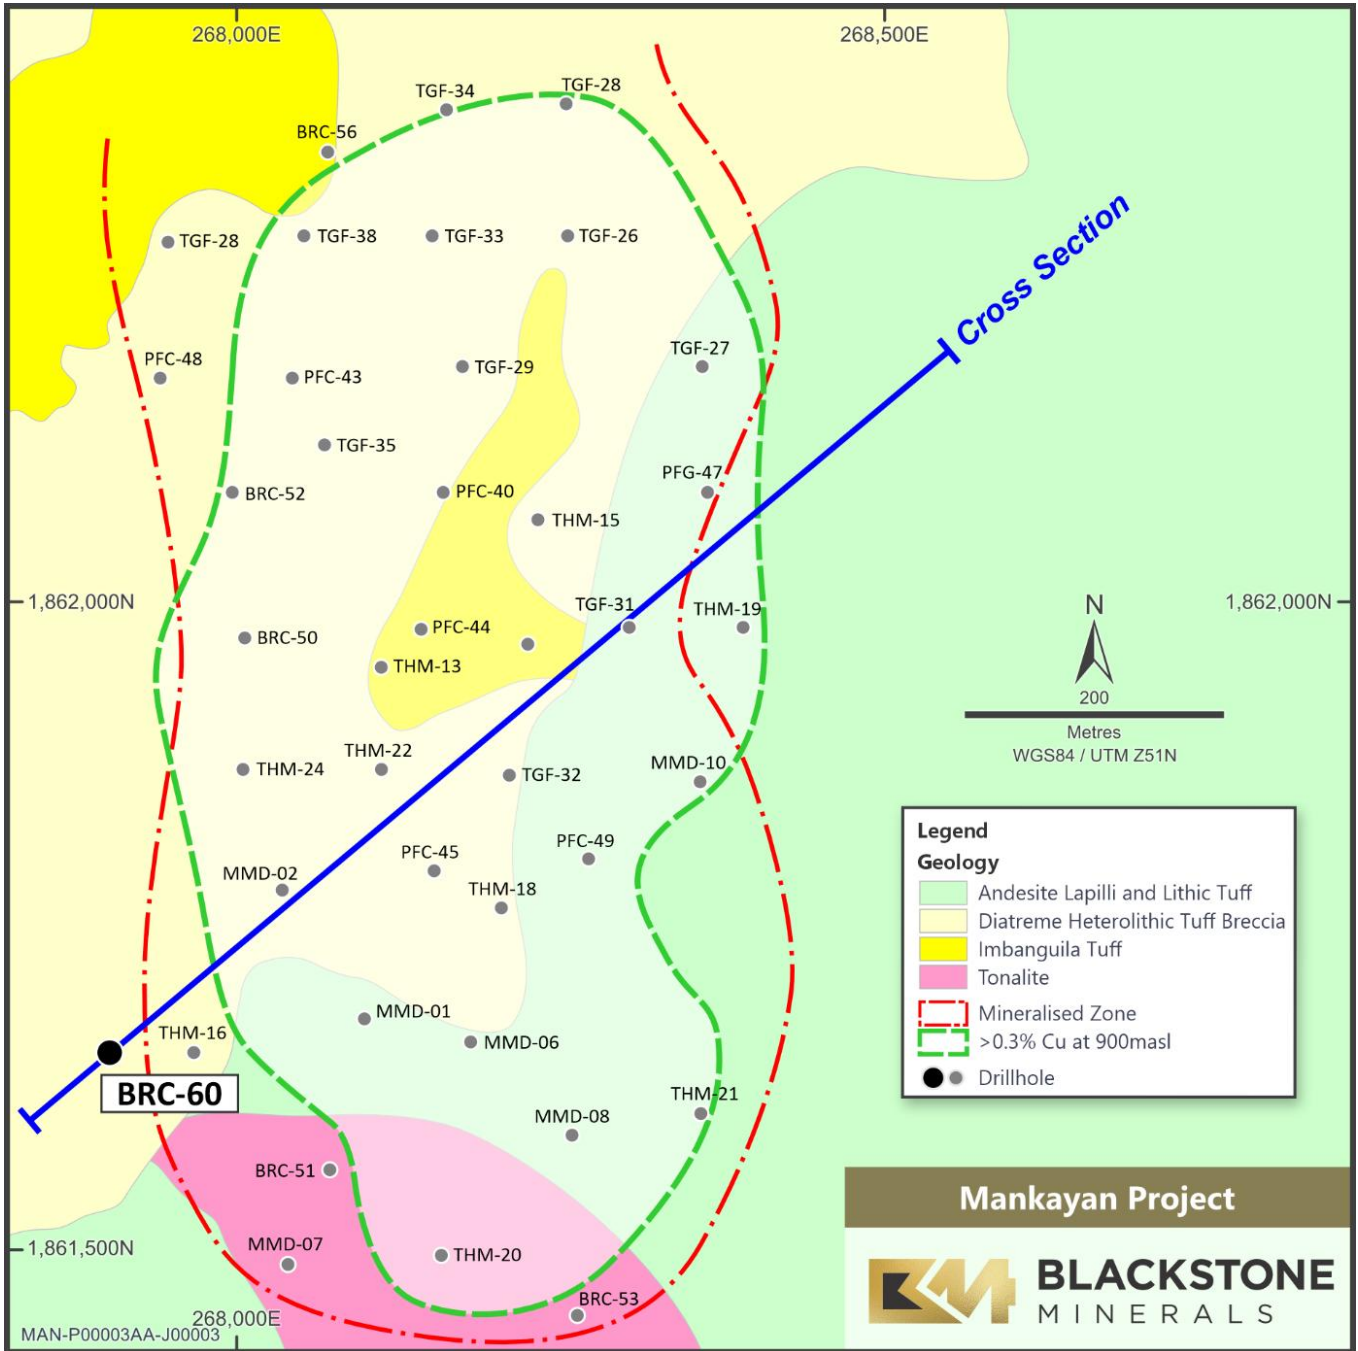 268,000E
268,500E
TGF-34
TGF-28
BRC-56
TGF-28
TGF-38
TGF-33
TGF-26
Cross Section
PFC-48
PFC-43
TGF-29
TGF-27
TGF-35
BRC-52
PFC-40
PFG-47
THM-15
1,862,000N
TGF-31
THM-19
1,862,000N
N
BRC-50
PFC-44
THM-13
200
Metres
WGS84 / UTM Z51N
THM-24
THM-22
TGF-32
MMD-10
MMD-02
PFC-45
THM-18
PFC-49
Legend
Geology
Andesite Lapilli and Lithic Tuff
Diatreme Heterolithic Tuff Breccia
Imbanguila Tuff
Tonalite
Mineralised Zone
>0.3% Cu at 900masl
Drillhole
MMD-01
THM-16
MMD-06
BRC-60
THM-21
MMD-08
BRC-51
MMD-07
THM-20
BRC-53
1,861,500N
268,000E
MAN-P00003AA-J00003
Mankayan Project
BM
BLACKSTONE
MINERALS